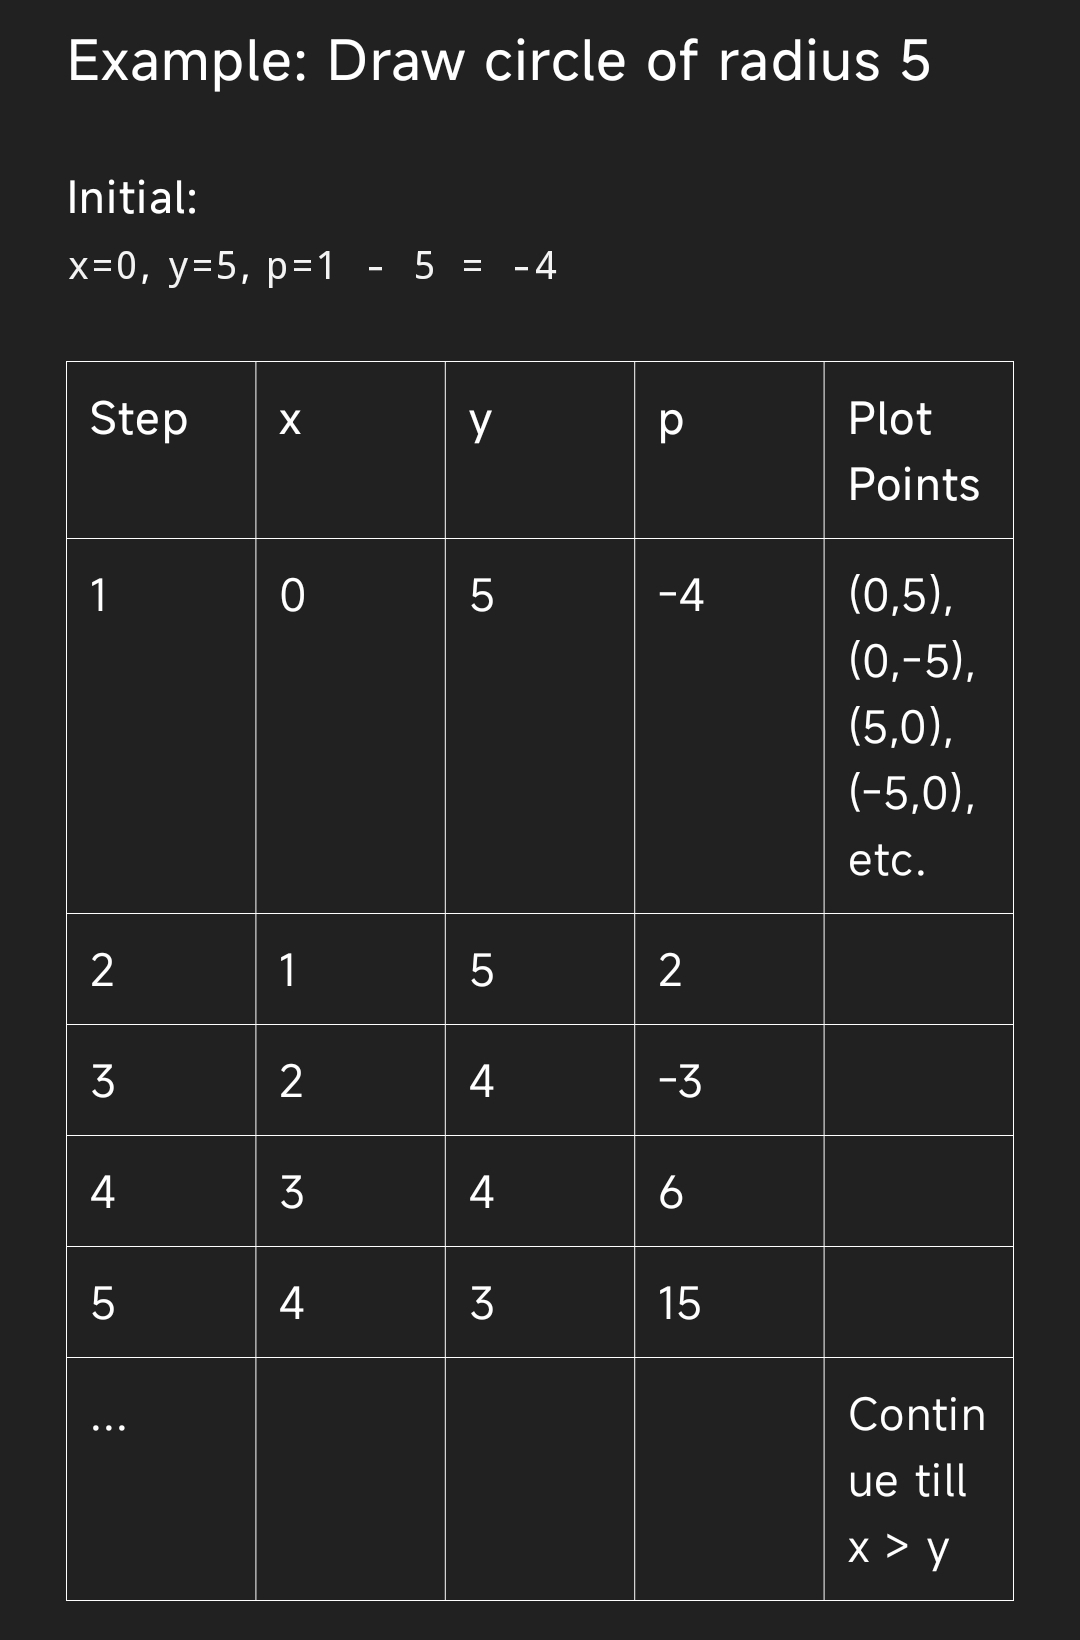 Example: Draw circle of radius 5
Initial:
x=0, y=5, p=1 - 5 = -4
Step x y p Plot
Points
1 0 5 -4 (0,5),
(0,-5),
(5,0),
(-5,0),
etc.
2 1 5 2
3 2 4 -3
4 3 4 6
5 4 3 15
... Contin
ue till
x > y